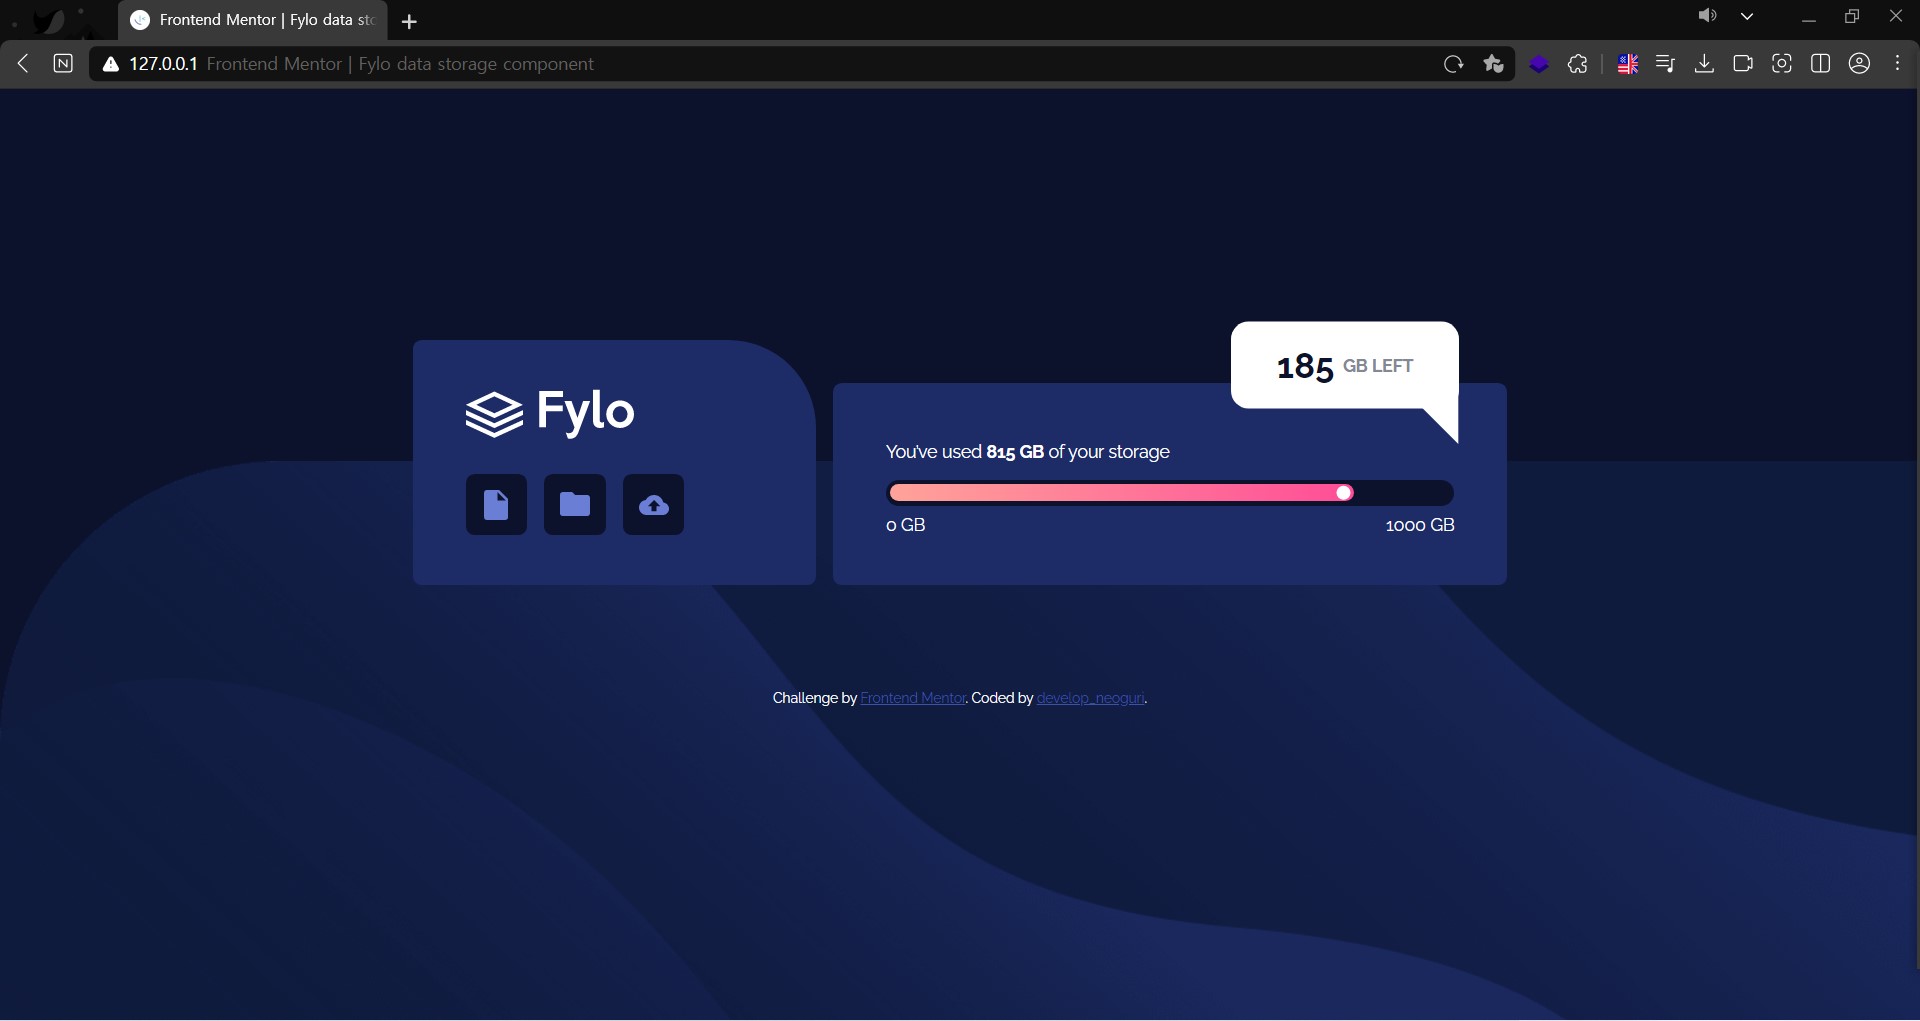 Frontend Mentor | Fylo data sto
127.0.0.1 Frontend Mentor | Fylo data storage component
N
Fylo
185 GB LEFT
You've used 815 GB of your storage
0 GB
1000 GB
Challenge by Frontend Mentor. Coded by develop_neoguri.